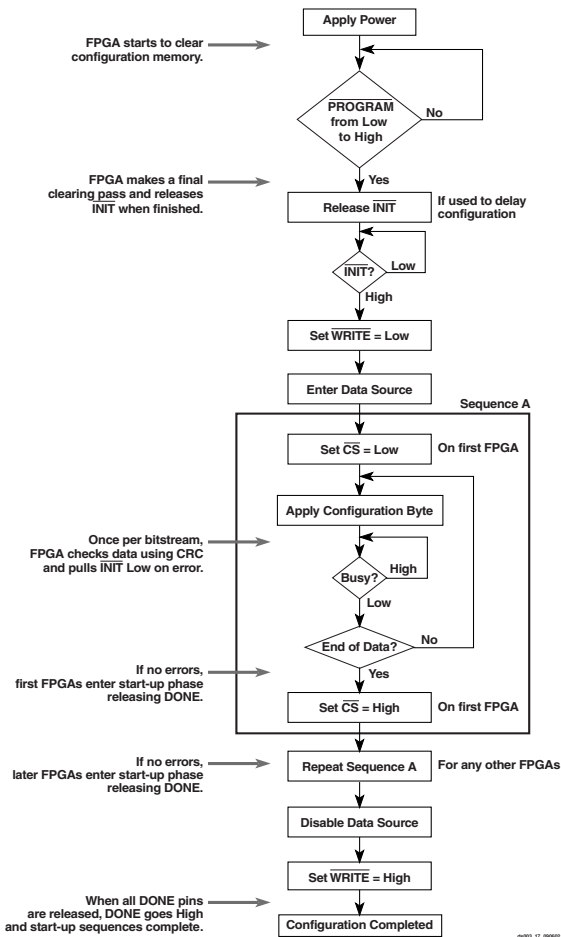 Apply Power
FPGA starts to clear
configuration memory.
PROGRAM
from Low
to High
No
Yes
FPGA makes a final
clearing pass and releases
INIT when finished.
Release INIT
If used to delay
configuration
INIT?
Low
High
Set WRITE = Low
Enter Data Source
Sequence A
Set CS = Low
On first FPGA
Apply Configuration Byte
Once per bitstream,
FPGA checks data using CRC
and pulls INIT Low on error.
Busy?
High
Low
End of Data?
No
Yes
If no errors,
first FPGAs enter start-up phase
releasing DONE.
Set CS = High
On first FPGA
If no errors,
later FPGAs enter start-up phase
releasing DONE.
Repeat Sequence A
For any other FPGAs
Disable Data Source
Set WRITE = High
When all DONE pins
are released, DONE goes High
and start-up sequences complete.
Configuration Completed